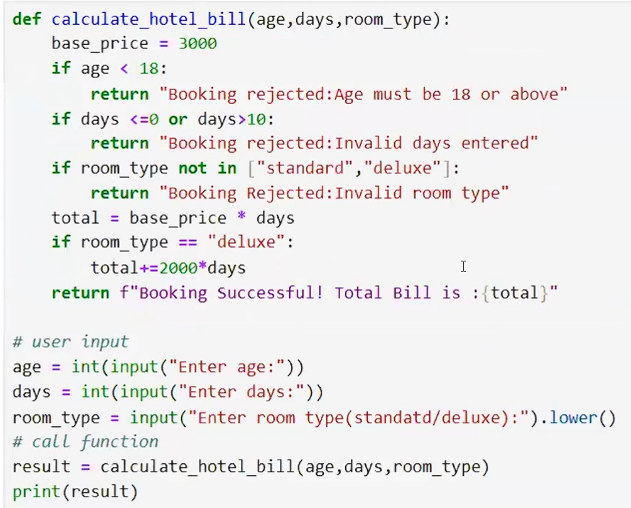 def calculate_hotel_bill(age,days,room_type):
    base_price = 3000
    if age < 18:
        return "Booking rejected:Age must be 18 or above"
    if days <=0 or days>10:
        return "Booking rejected:Invalid days entered"
    if room_type not in ["standard","deluxe"]:
        return "Booking Rejected:Invalid room type"
    total = base_price * days
    if room_type == "deluxe":
        total+=2000*days
    return f"Booking Successful! Total Bill is :{total}"

# user input
age = int(input("Enter age:"))
days = int(input("Enter days:"))
room_type = input("Enter room type(standatd/deluxe):").lower()
# call function
result = calculate_hotel_bill(age,days,room_type)
print(result)